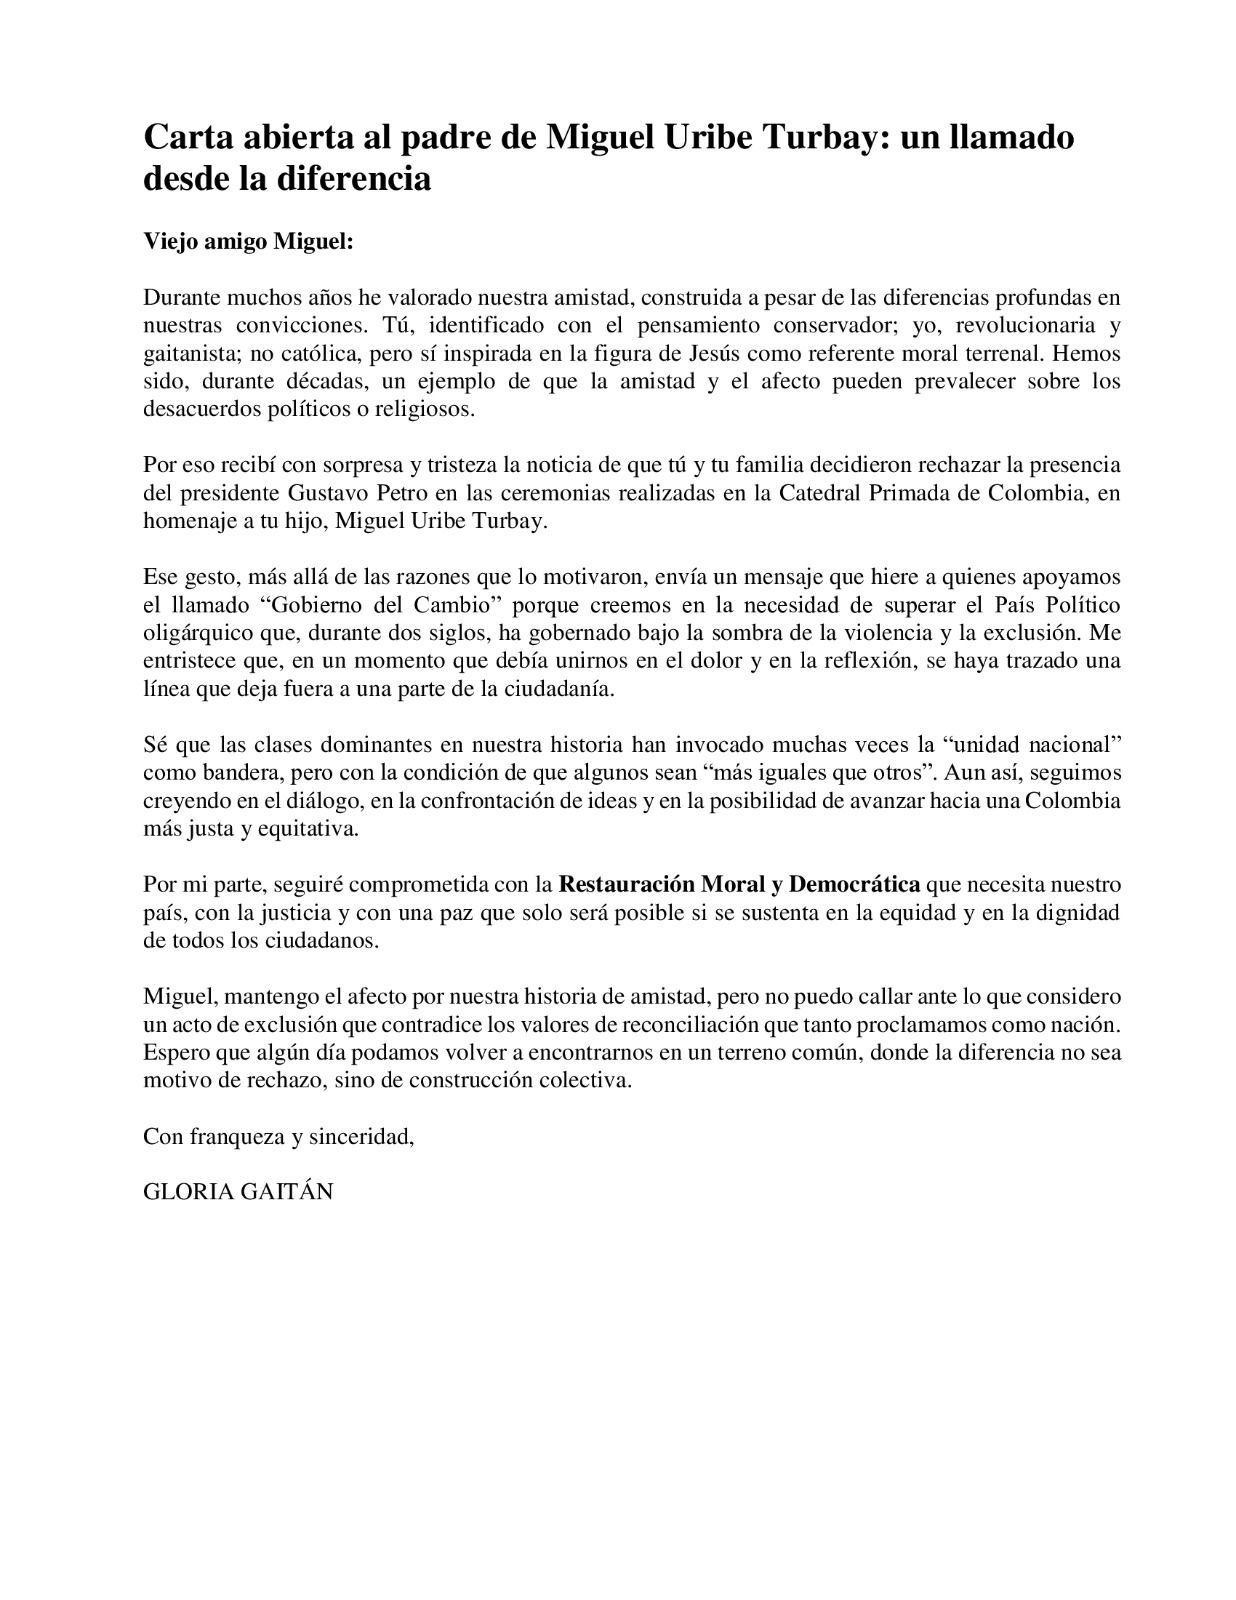 Carta abierta al padre de Miguel Uribe Turbay: un llamado
desde la diferencia
Viejo amigo Miguel:
Durante muchos años he valorado nuestra amistad, construida a pesar de las diferencias profundas en
nuestras convicciones. Tú, identificado con el pensamiento conservador; yo, revolucionaria y
gaitanista; no católica, pero sí inspirada en la figura de Jesús como referente moral terrenal. Hemos
sido, durante décadas, un ejemplo de que la amistad y el afecto pueden prevalecer sobre los
desacuerdos políticos o religiosos.
Por eso recibí con sorpresa y tristeza la noticia de que tú y tu familia decidieron rechazar la presencia
del presidente Gustavo Petro en las ceremonias realizadas en la Catedral Primada de Colombia, en
homenaje a tu hijo, Miguel Uribe Turbay.
Ese gesto, más allá de las razones que lo motivaron, envía un mensaje que hiere a quienes apoyamos
el llamado “Gobierno del Cambio” porque creemos en la necesidad de superar el País Político
oligárquico que, durante dos siglos, ha gobernado bajo la sombra de la violencia y la exclusión. Me
entristece que, en un momento que debía unirnos en el dolor y en la reflexión, se haya trazado una
línea que deja fuera a una parte de la ciudadanía.
Sé que las clases dominantes en nuestra historia han invocado muchas veces la “unidad nacional”
como bandera, pero con la condición de que algunos sean “más iguales que otros”. Aun así, seguimos
creyendo en el diálogo, en la confrontación de ideas y en la posibilidad de avanzar hacia una Colombia
más justa y equitativa.
Por mi parte, seguiré comprometida con la Restauración Moral y Democrática que necesita nuestro
país, con la justicia y con una paz que solo será posible si se sustenta en la equidad y en la dignidad
de todos los ciudadanos.
Miguel, mantengo el afecto por nuestra historia de amistad, pero no puedo callar ante lo que considero
un acto de exclusión que contradice los valores de reconciliación que tanto proclamamos como nación.
Espero que algún día podamos volver a encontrarnos en un terreno común, donde la diferencia no sea
motivo de rechazo, sino de construcción colectiva.
Con franqueza y sinceridad,
GLORIA GAITÁN